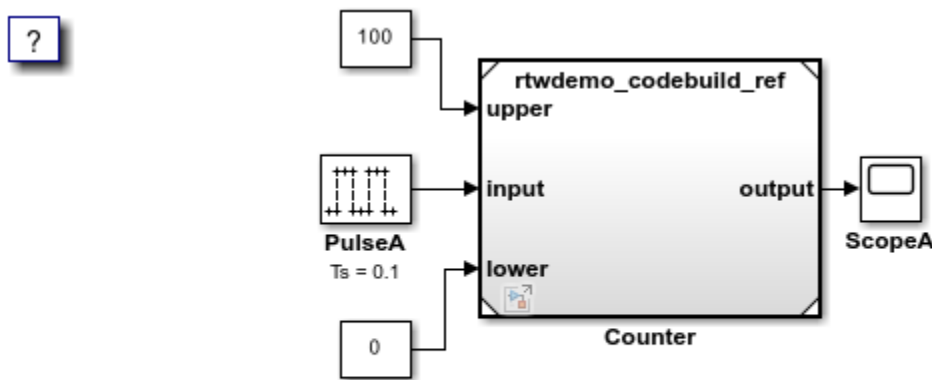 ?
100
rtwdemo_codebuild_ref
upper
input
output
PulseA
Ts = 0.1
ScopeA
lower
Counter
0